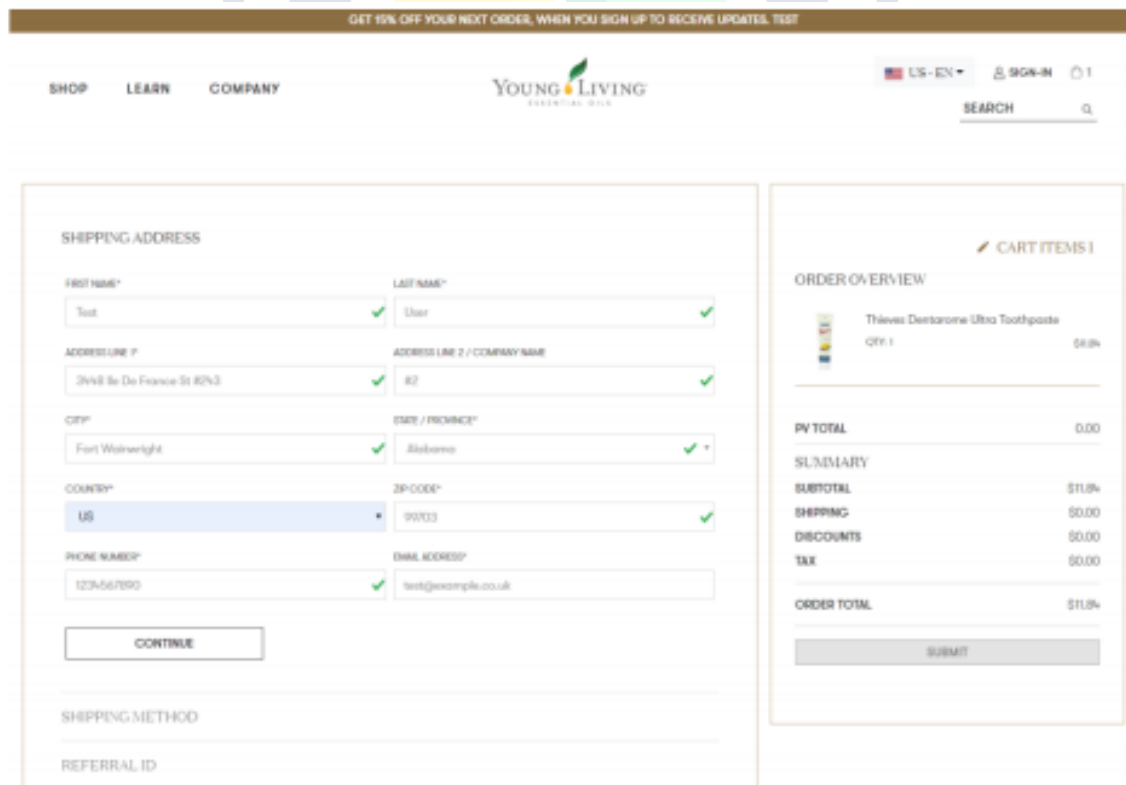 GET 15% OFF YOUR NEXT ORDER, WHEN YOU SIGN UP TO RECEIVE UPDATES. TEST
SHOP LEARN COMPANY
YOUNG LIVING
ESSENTIAL OILS
US - EN
SIGN-IN
1
SEARCH
SHIPPING ADDRESS
FIRST NAME*
LAST NAME*
Test
User
ADDRESS LINE 1*
ADDRESS LINE 2 / COMPANY NAME
3448 Ile De France St #243
#2
CITY*
STATE / PROVINCE*
Fort Wainwright
Alabama
COUNTRY*
ZIP CODE*
US
99703
PHONE NUMBER*
EMAIL ADDRESS*
1234567890
test@example.co.uk
CONTINUE
SHIPPING METHOD
REFERRAL ID
CART ITEMS 1
ORDER OVERVIEW
Thieves Dentarome Ultra Toothpaste
QTY: 1
$11.84
PV TOTAL 0.00
SUMMARY
SUBTOTAL $11.84
SHIPPING $0.00
DISCOUNTS $0.00
TAX $0.00
ORDER TOTAL $11.84
SUBMIT